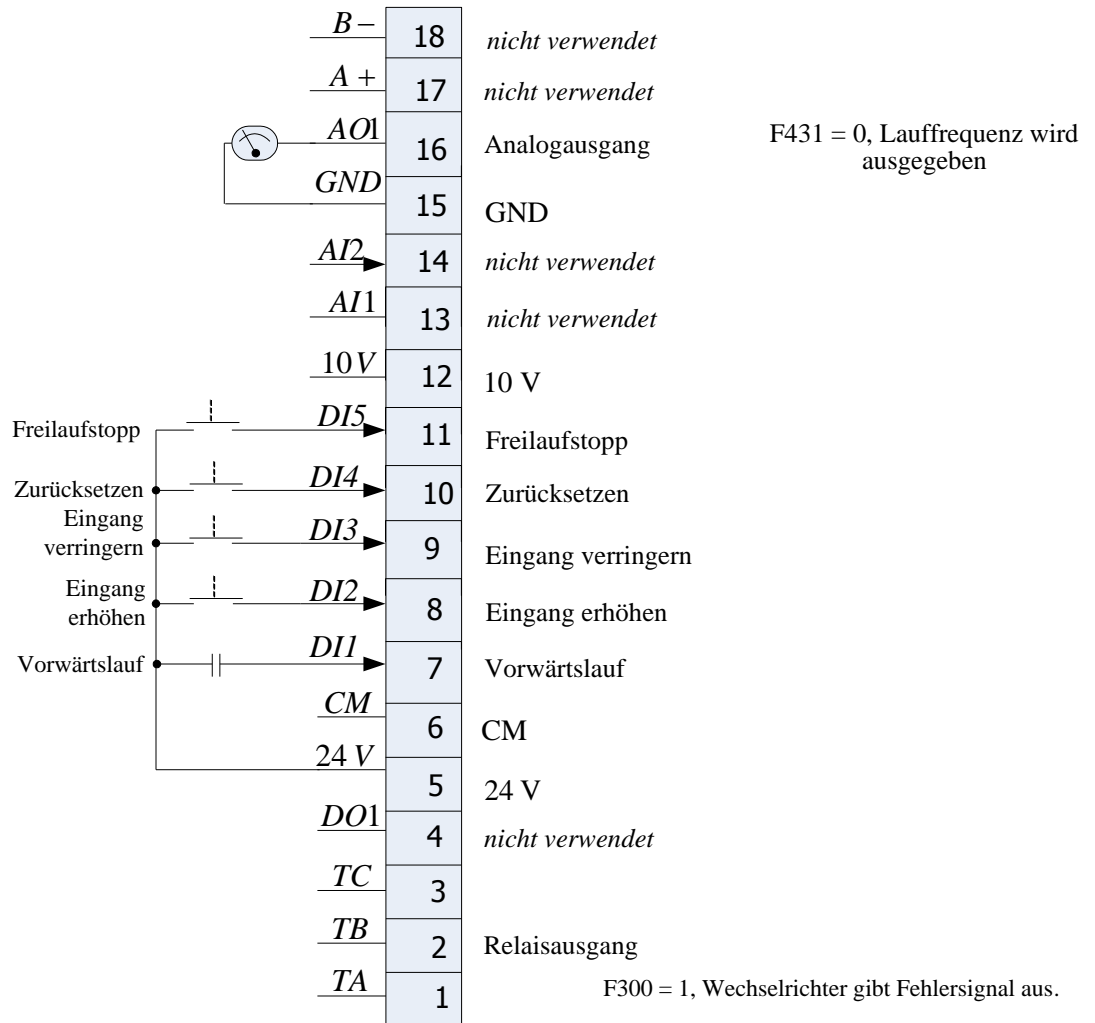 B − 18 nicht verwendet
A + 17 nicht verwendet
AO1 16 Analogausgang F431 = 0, Lauffrequenz wird
ausgegeben
GND 15 GND
AI2 14 nicht verwendet
AI1 13 nicht verwendet
10V 12 10 V
Freilaufstopp DI5 11 Freilaufstopp
Zurücksetzen DI4 10 Zurücksetzen
Eingang
verringern DI3 9 Eingang verringern
Eingang
erhöhen DI2 8 Eingang erhöhen
Vorwärtslauf DI1 7 Vorwärtslauf
CM 6 CM
24 V 5 24 V
DO1 4 nicht verwendet
TC 3
TB 2 Relaisausgang
TA 1 F300 = 1, Wechselrichter gibt Fehlersignal aus.